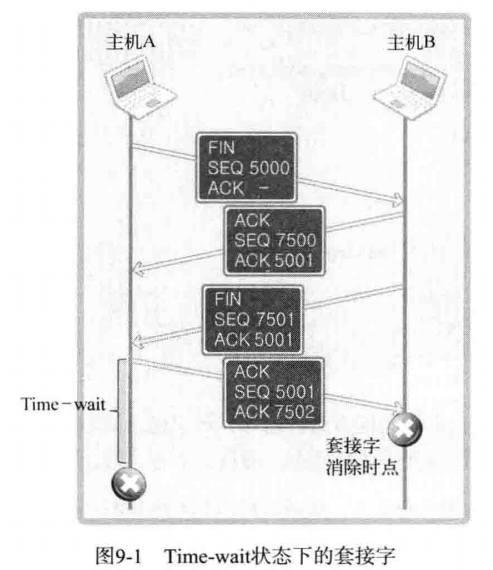 主机A
主机B
FIN
SEQ 5000
ACK -
ACK
SEQ 7500
ACK 5001
FIN
SEQ 7501
ACK 5001
ACK
SEQ 5001
ACK 7502
Time-wait
套接字
消除时点
图9-1 Time-wait状态下的套接字